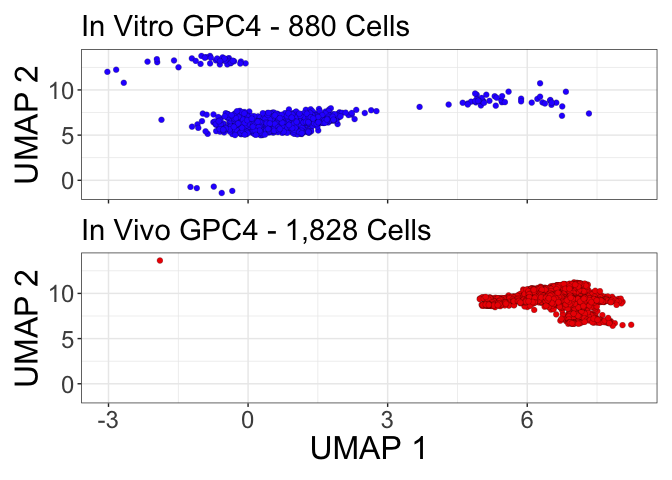 In Vitro GPC4 - 880 Cells
UMAP 2
10
5
0
In Vivo GPC4 - 1,828 Cells
UMAP 2
10
5
0
-3 0 3 6
UMAP 1